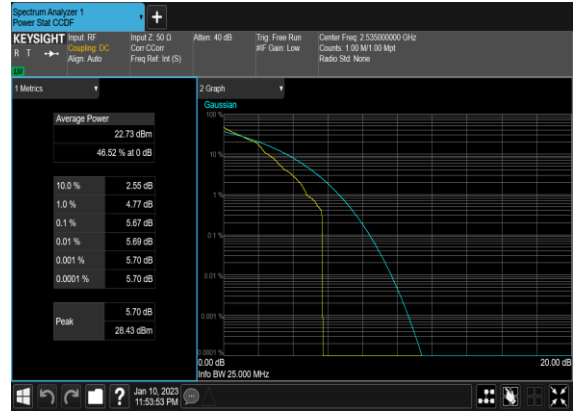 Spectrum Analyzer 1
Power Stat CCDF
KEYSIGHT
R T
LXI
Input: RF
Coupling: DC
Align: Auto
Input Z: 50 Ω
Corr CCorr
Freq Ref: Int (S)
Atten: 40 dB
Trig: Free Run
#IF Gain: Low
Center Freq: 2.535000000 GHz
Counts: 1.00 M/1.00 Mpt
Radio Std: None
1 Metrics
Average Power
22.73 dBm
46.52 % at 0 dB
10.0 % 2.55 dB
1.0 % 4.77 dB
0.1 % 5.67 dB
0.01 % 5.69 dB
0.001 % 5.70 dB
0.0001 % 5.70 dB
Peak
5.70 dB
28.43 dBm
2 Graph
Gaussian
100 %
10 %
1 %
0.1 %
0.01 %
0.001 %
0.0001 %
0.00 dB
20.00 dB
Info BW 25.000 MHz
?
Jan 10, 2023
11:53:53 PM